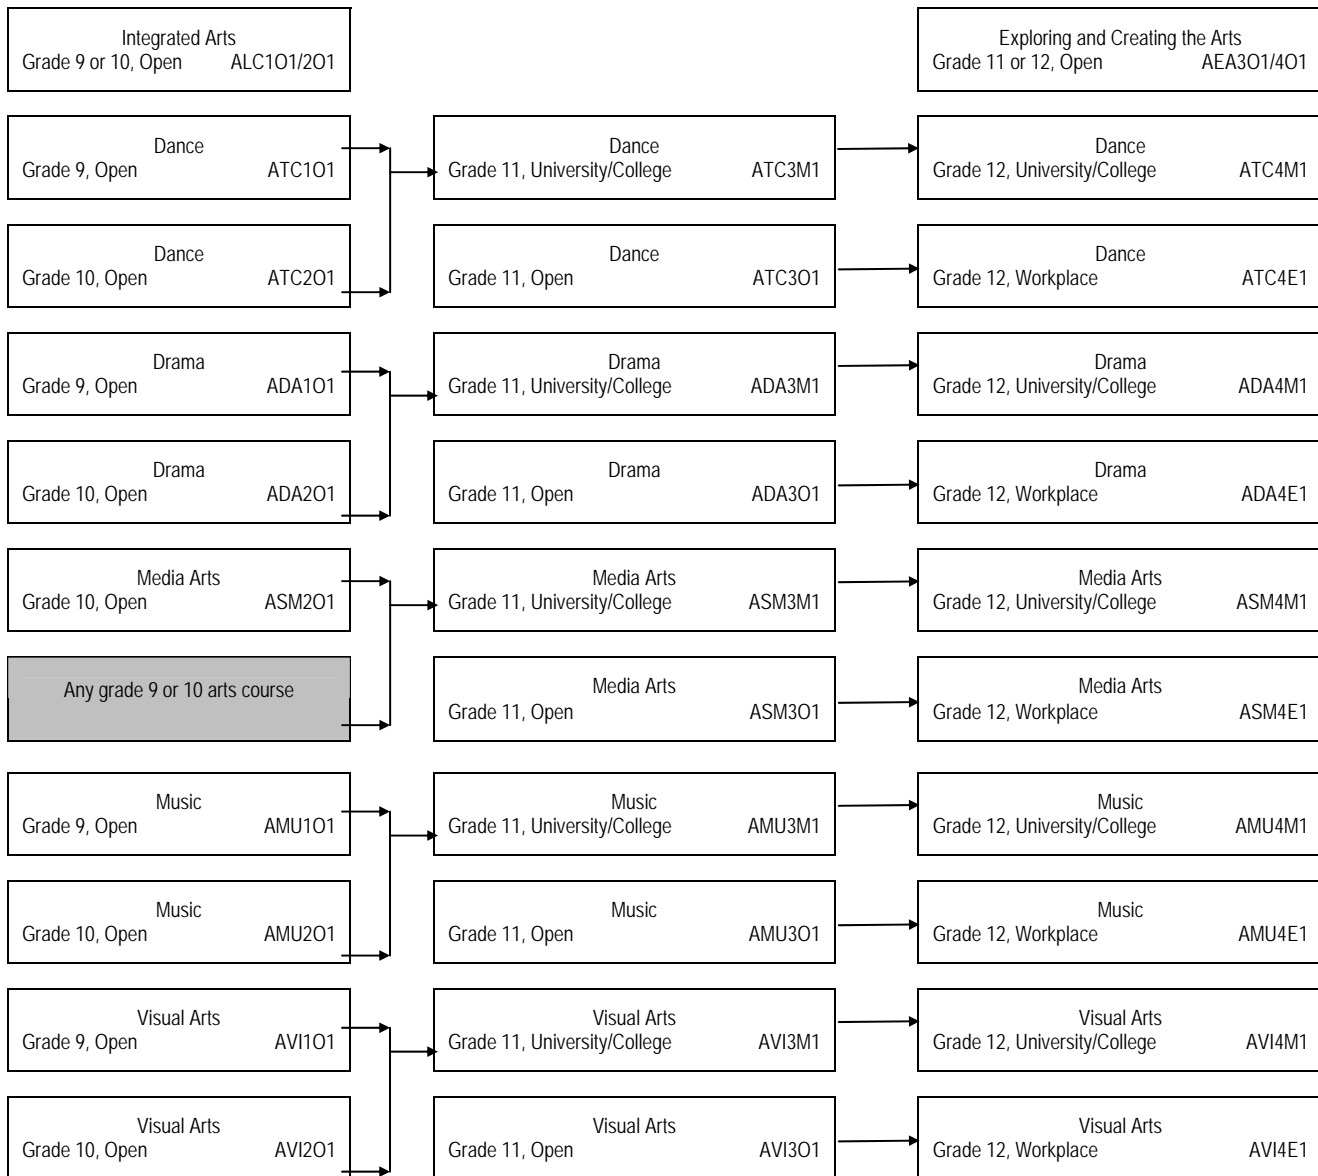 Integrated Arts
Grade 9 or 10, Open ALC1O1/2O1
Exploring and Creating the Arts
Grade 11 or 12, Open AEA3O1/4O1
Dance
Grade 9, Open ATC1O1
Dance
Grade 11, University/College ATC3M1
Dance
Grade 12, University/College ATC4M1
Dance
Grade 10, Open ATC2O1
Dance
Grade 11, Open ATC3O1
Dance
Grade 12, Workplace ATC4E1
Drama
Grade 9, Open ADA1O1
Drama
Grade 11, University/College ADA3M1
Drama
Grade 12, University/College ADA4M1
Drama
Grade 10, Open ADA2O1
Drama
Grade 11, Open ADA3O1
Drama
Grade 12, Workplace ADA4E1
Media Arts
Grade 10, Open ASM2O1
Media Arts
Grade 11, University/College ASM3M1
Media Arts
Grade 12, University/College ASM4M1
Any grade 9 or 10 arts course
Media Arts
Grade 11, Open ASM3O1
Media Arts
Grade 12, Workplace ASM4E1
Music
Grade 9, Open AMU1O1
Music
Grade 11, University/College AMU3M1
Music
Grade 12, University/College AMU4M1
Music
Grade 10, Open AMU2O1
Music
Grade 11, Open AMU3O1
Music
Grade 12, Workplace AMU4E1
Visual Arts
Grade 9, Open AVI1O1
Visual Arts
Grade 11, University/College AVI3M1
Visual Arts
Grade 12, University/College AVI4M1
Visual Arts
Grade 10, Open AVI2O1
Visual Arts
Grade 11, Open AVI3O1
Visual Arts
Grade 12, Workplace AVI4E1